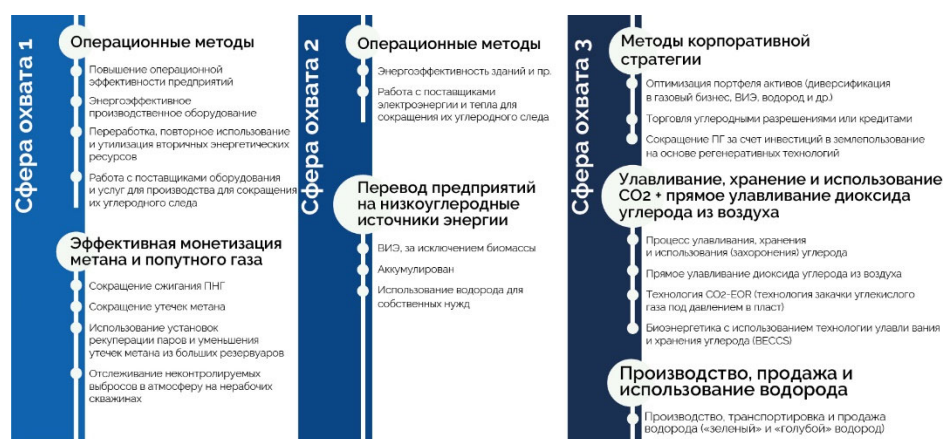 Сфера охвата 1
Операционные методы
Повышение операционной
эффективности предприятий
Энергоэффективное
производственное оборудование
Переработка, повторное использование
и утилизация вторичных энергетических
ресурсов
Работа с поставщиками оборудования
и услуг для производства для сокращения
их углеродного следа
Эффективная монетизация
метана и попутного газа
Сокращение сжигания ПНГ
Сокращение утечек метана
Использование установок
рекуперации паров и уменьшения
утечек метана из больших резервуаров
Отслеживание неконтролируемых
выбросов в атмосферу на нерабочих
скважинах
Сфера охвата 2
Операционные методы
Энергоэффективность зданий и пр.
Работа с поставщиками
электроэнергии и тепла для
сокращения их углеродного следа
Перевод предприятий
на низкоуглеродные
источники энергии
ВИЭ, за исключением биомассы
Аккумулирован
Использование водорода для
собственных нужд
Сфера охвата 3
Методы корпоративной
стратегии
Оптимизация портфеля активов (диверсификация
в газовый бизнес, ВИЭ, водород и др.)
Торговля углеродными разрешениями или кредитами
Сокращение ПГ за счет инвестиций в землепользование
на основе регенеративных технологий
Улавливание, хранение и использование
СО2 + прямое улавливание диоксида
углерода из воздуха
Процесс улавливания, хранения
и использования (захоронения) углерода
Прямое улавливание диоксида углерода из воздуха
Технология CO2-EOR (технология закачки углекислого
газа под давлением в пласт)
Биоэнергетика с использованием технологии улавли вания
и хранения углерода (BECCS)
Производство, продажа и
использование водорода
Производство, транспортировка и продажа
водорода («зеленый» и «голубой» водород)